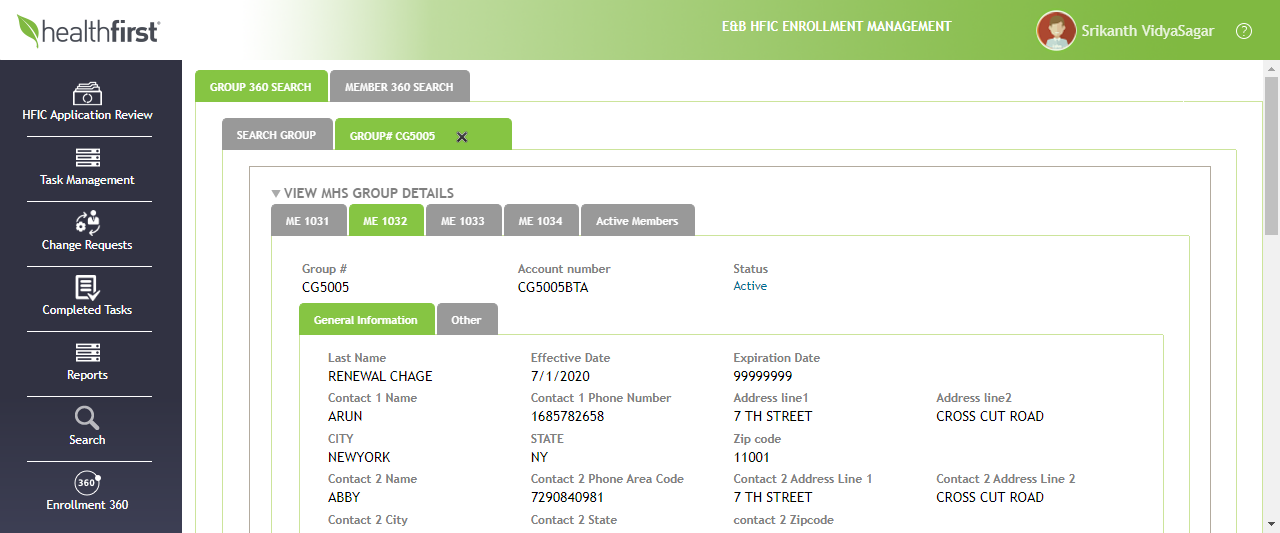 healthfirst
E&B HFIC ENROLLMENT MANAGEMENT
Srikanth VidyaSagar
?
HFIC Application Review
Task Management
Change Requests
Completed Tasks
Reports
Search
360
Enrollment 360
GROUP 360 SEARCH MEMBER 360 SEARCH
SEARCH GROUP GROUP# CG5005
VIEW MHS GROUP DETAILS
ME 1031 ME 1032 ME 1033 ME 1034 Active Members
Group # Account number Status
CG5005 CG5005BTA Active
General Information Other
Last Name Effective Date Expiration Date
RENEWAL CHAGE 7/1/2020 99999999
Contact 1 Name Contact 1 Phone Number Address line1 Address line2
ARUN 1685782658 7 TH STREET CROSS CUT ROAD
CITY STATE Zip code
NEWYORK NY 11001
Contact 2 Name Contact 2 Phone Area Code Contact 2 Address Line 1 Contact 2 Address Line 2
ABBY 7290840981 7 TH STREET CROSS CUT ROAD
Contact 2 City Contact 2 State contact 2 Zipcode